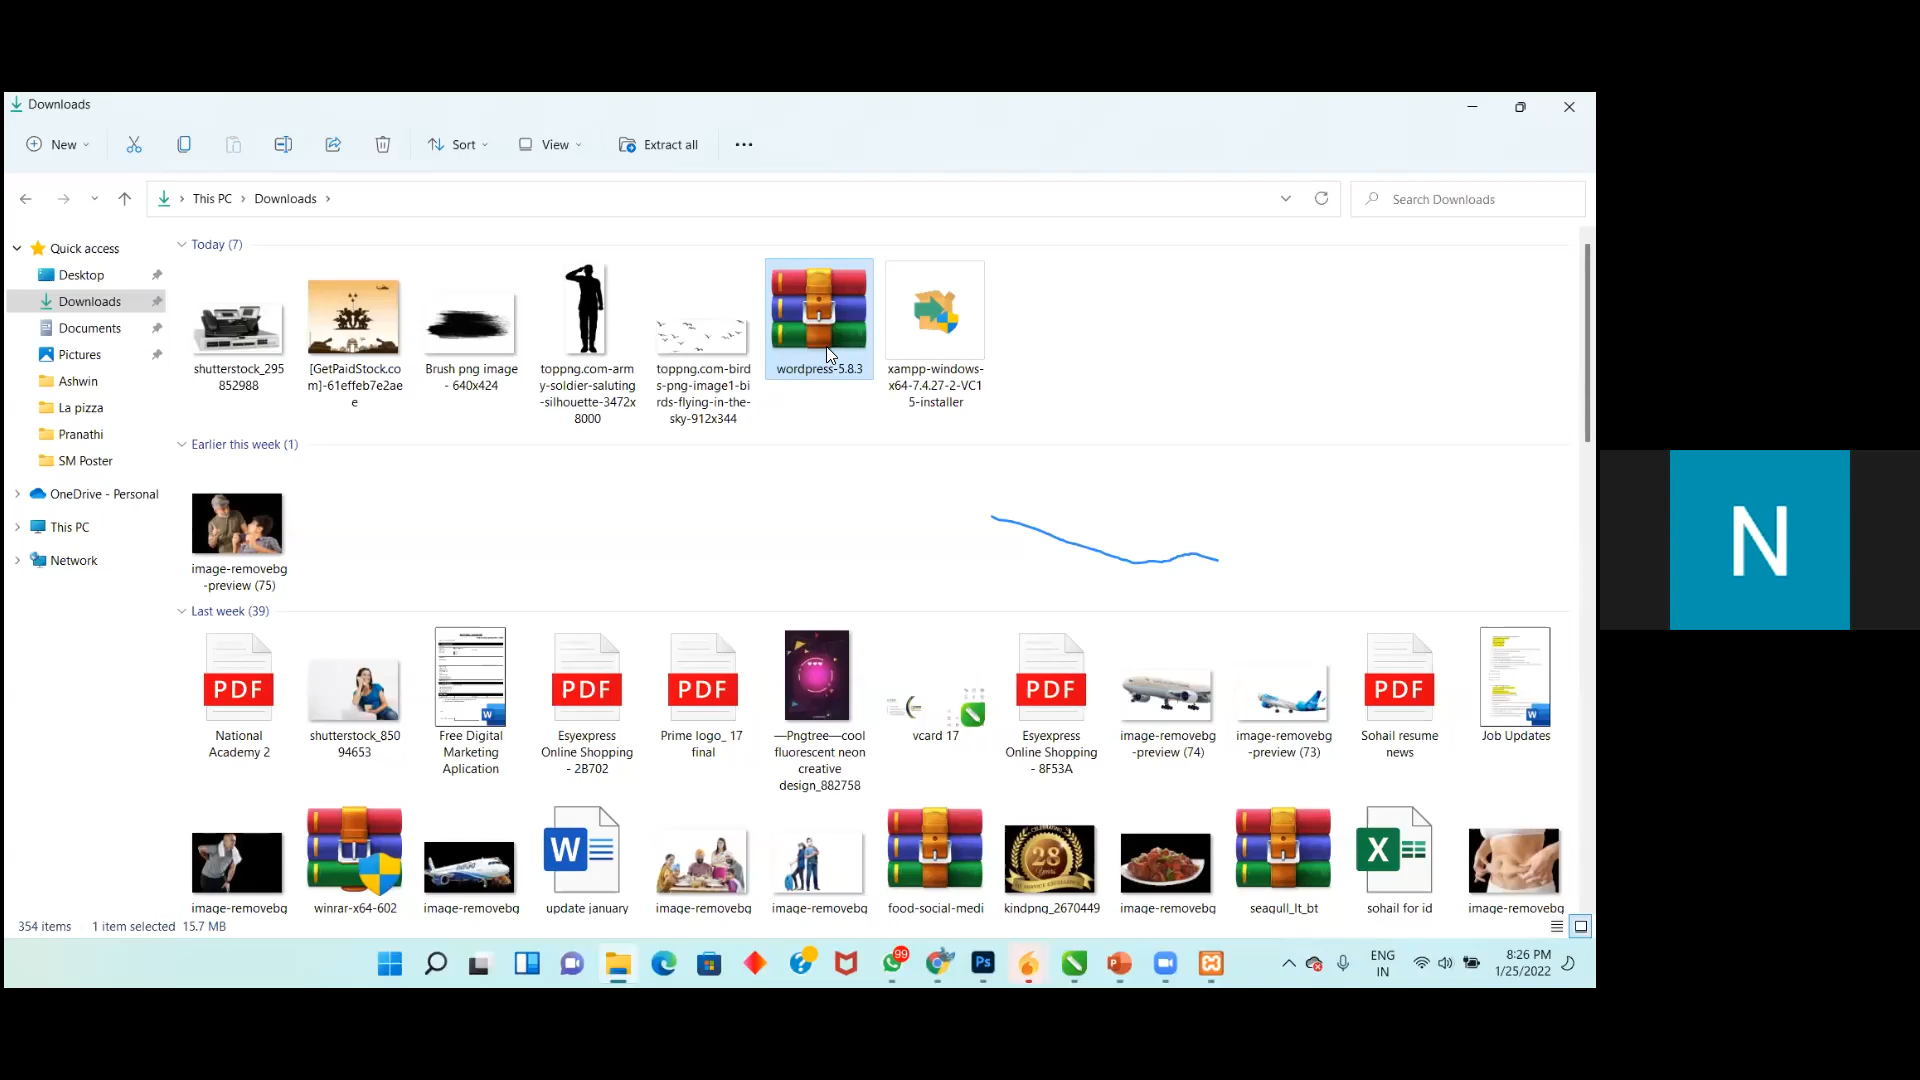 Downloads
New
Sort
View
Extract all
This PC
Downloads
Search Downloads
Quick access
Desktop
Downloads
Documents
Pictures
Ashwin
La pizza
Pranathi
SM Poster
OneDrive - Personal
This PC
Network
Today (7)
shutterstock_295
852988
[GetPaidStock.co
m]-61effeb7e2ae
e
Brush png image
- 640x424
toppng.com-arm
y-soldier-saluting
-silhouette-3472x
8000
toppng.com-bird
s-png-image1-bi
rds-flying-in-the-
sky-912x344
wordpress-5.8.3
xampp-windows-
x64-7.4.27-2-VC1
5-installer
Earlier this week (1)
image-removebg
-preview (75)
Last week (39)
PDF
National
Academy 2
shutterstock_850
94653
Free Digital
Marketing
Aplication
PDF
Esyexpress
Online Shopping
- 2B702
PDF
Prime logo_ 17
final
—Pngtree—cool
fluorescent neon
creative
design_882758
vcard 17
PDF
Esyexpress
Online Shopping
- 8F53A
image-removebg
-preview (74)
image-removebg
-preview (73)
PDF
Sohail resume
news
Job Updates
image-removebg
winrar-x64-602
image-removebg
W
update january
image-removebg
image-removebg
food-social-medi
28
kindpng_2670449
image-removebg
seagull_lt_bt
X
sohail for id
image-removebg
354 items
1 item selected
15.7 MB
99
Ps
ENG
IN
8:26 PM
1/25/2022
N